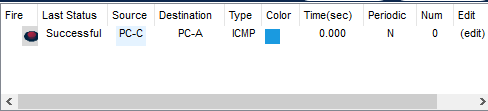 Fire Last Status Source Destination Type Color Time(sec) Periodic Num Edit
Successful PC-C PC-A ICMP 0.000 N 0 (edit)